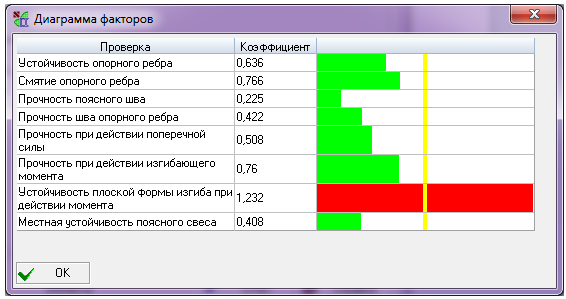 Диаграмма факторов
Проверка Коэффициент
Устойчивость опорного ребра 0,636
Смятие опорного ребра 0,766
Прочность поясного шва 0,225
Прочность шва опорного ребра 0,422
Прочность при действии поперечной
силы 0,508
Прочность при действии изгибающего
момента 0,76
Устойчивость плоской формы изгиба при
действии момента 1,232
Местная устойчивость поясного свеса 0,408
OK